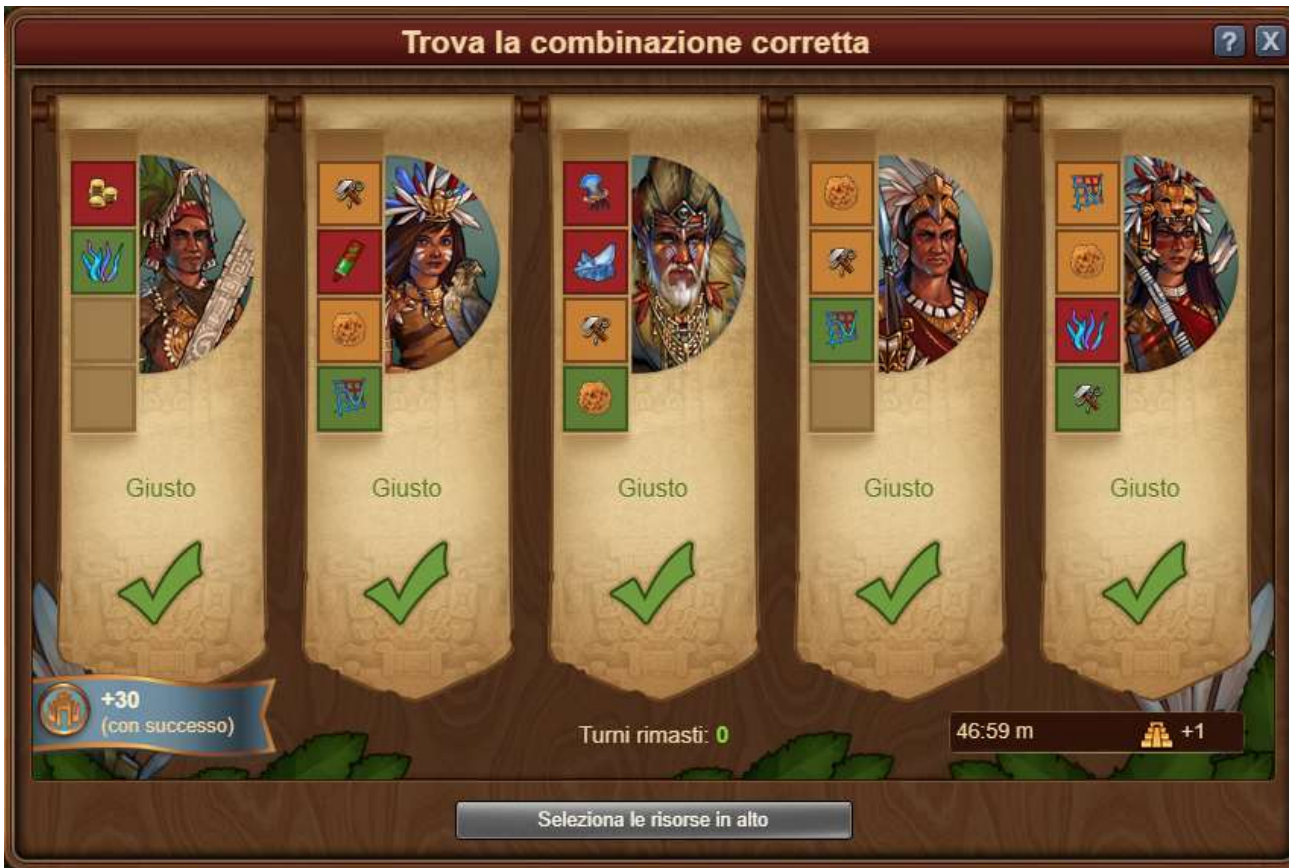 Trova la combinazione corretta
? X
Giusto
Giusto
Giusto
Giusto
Giusto
+30
(con successo)
Turni rimasti: 0
46:59 m
+1
Seleziona le risorse in alto